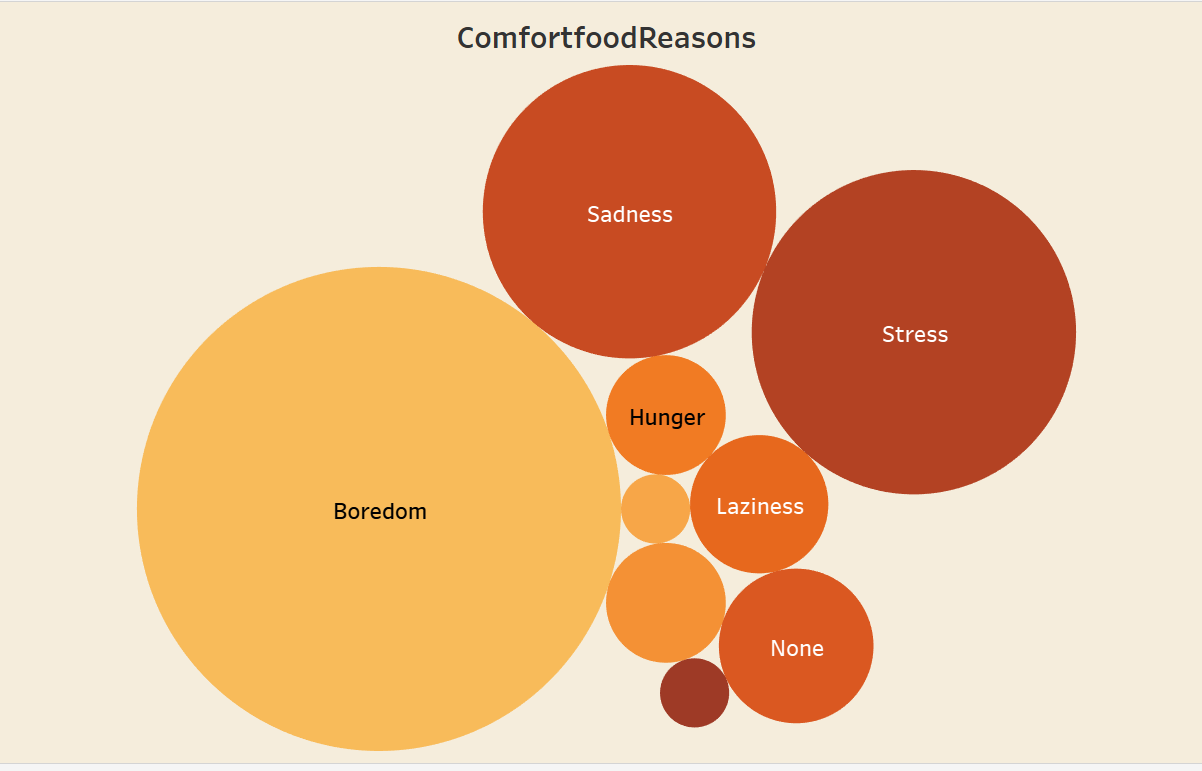 ComfortfoodReasons
Sadness
Stress
Hunger
Boredom
Laziness
None